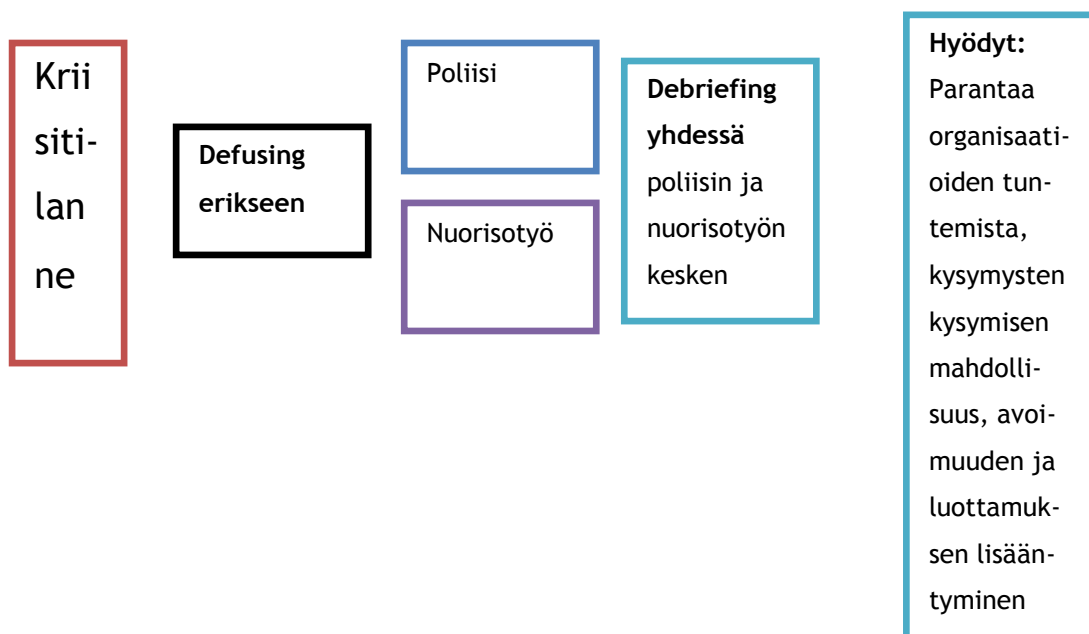 Krii
siti-
lan
ne
Defusing
erikseen
Poliisi
Nuorisotyö
Debriefing
yhdessä
poliisin ja
nuorisotyön
kesken
Hyödyt:
Parantaa
organisaati-
oiden tun-
temista,
kysymysten
kysymisen
mahdolli-
suus, avoi-
muuden ja
luottamuk-
sen lisään-
tyminen